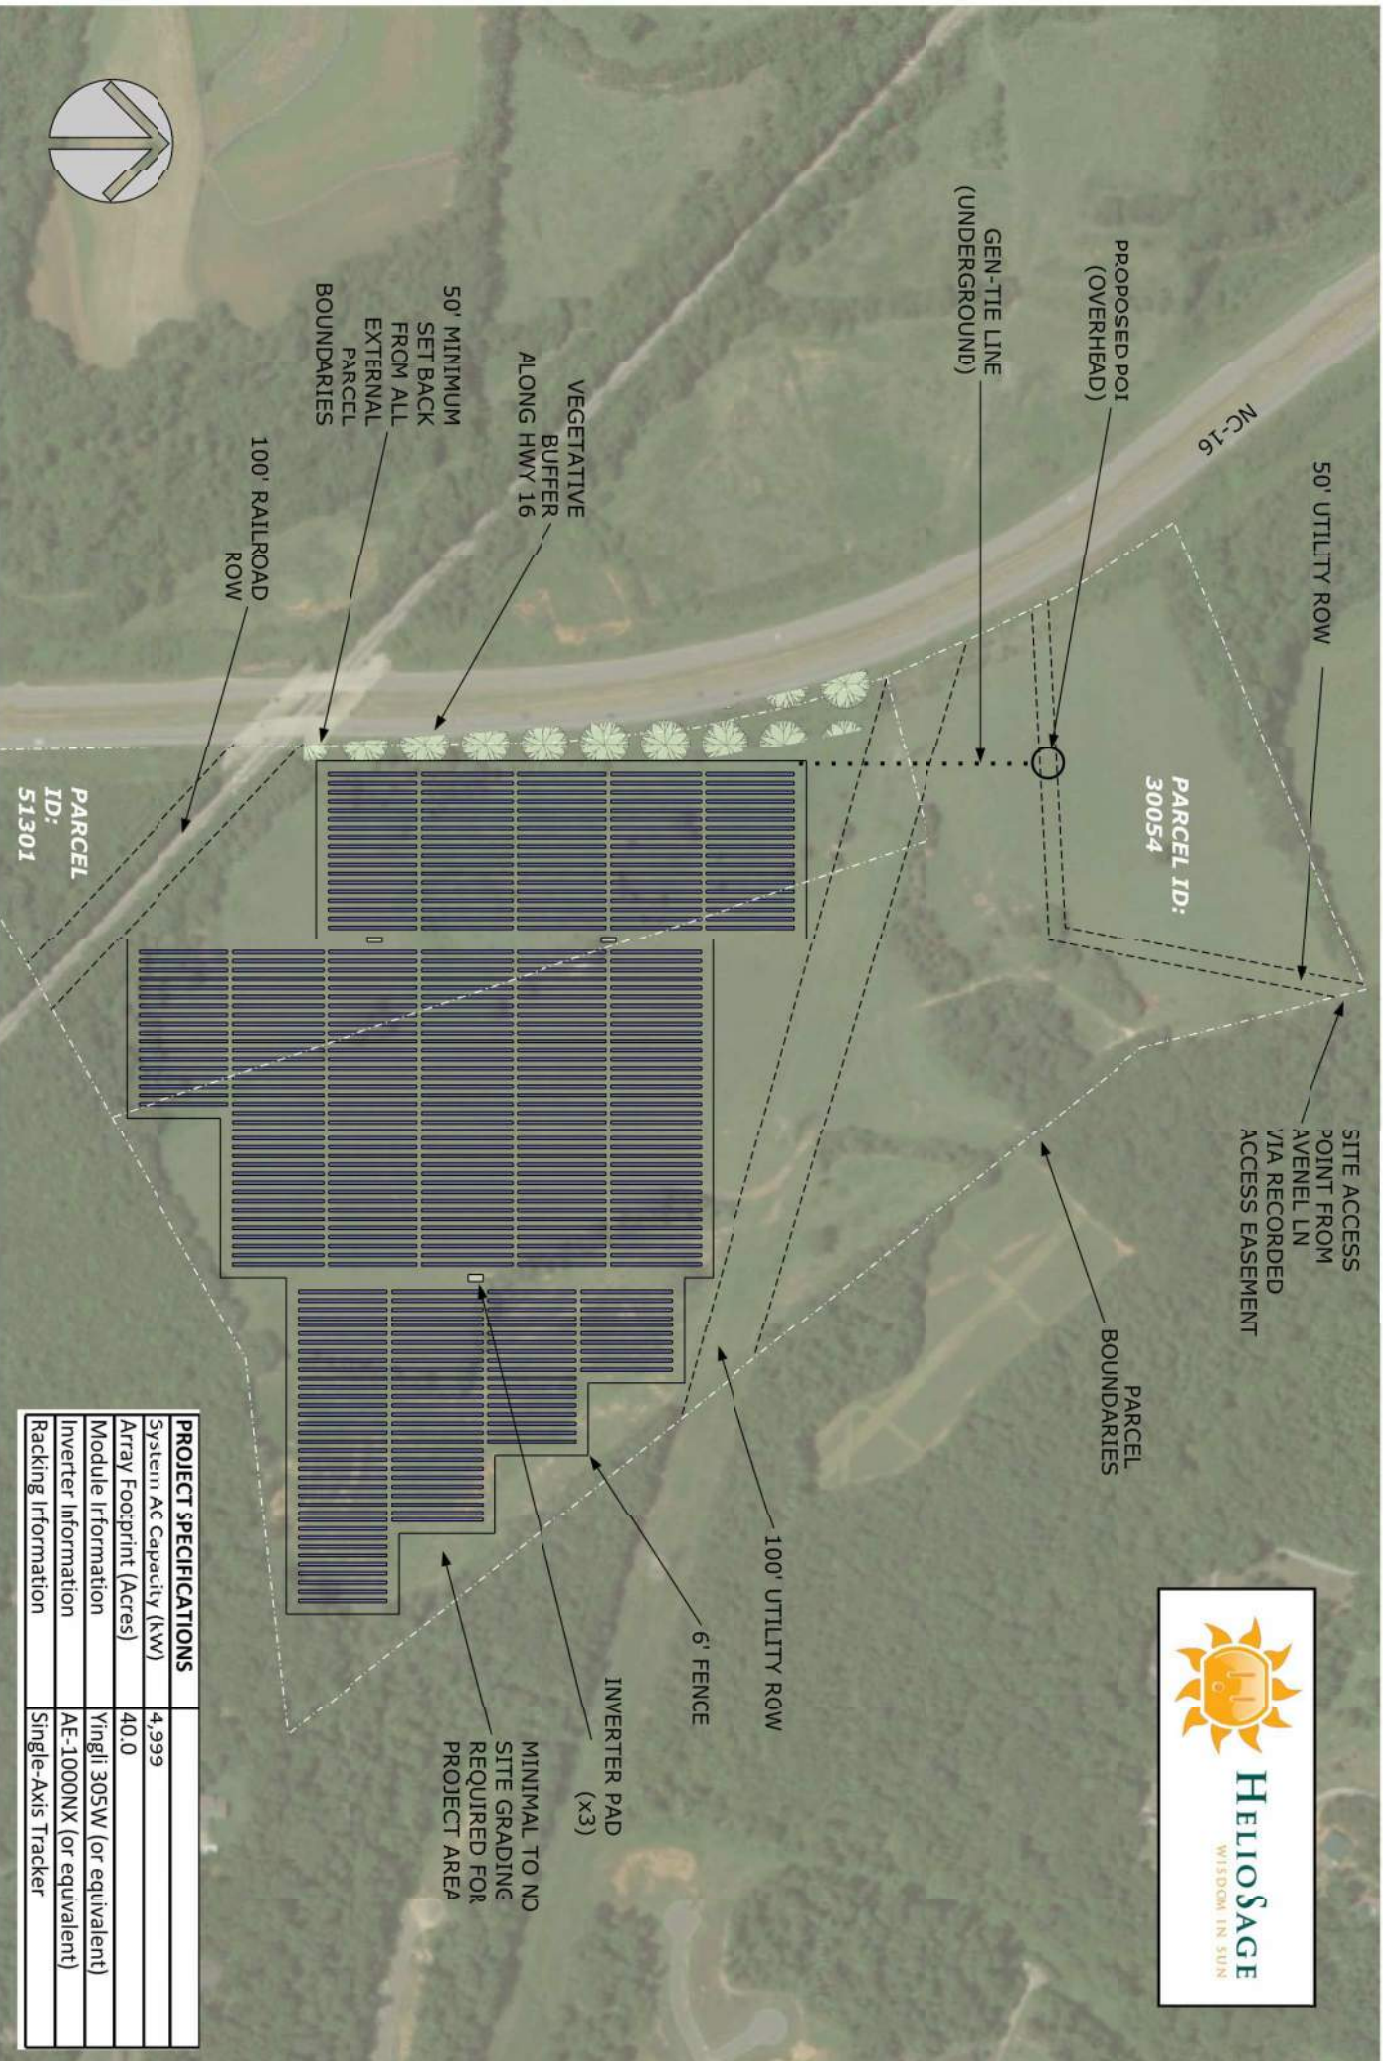 HELIOSAGE
WISDOM IN SUN
50' UTILITY ROW
SITE ACCESS
POINT FROM
AVENEL LN
VIA RECORDED
ACCESS EASEMENT
NC-16
PROPOSED POI
(OVERHEAD)
PARCEL ID:
30054
PARCEL
BOUNDARIES
GEN-TIE LINE
(UNDERGROUND)
100' UTILITY ROW
6' FENCE
INVERTER PAD
(x3)
VEGETATIVE
BUFFER
ALONG HWY 16
MINIMAL TO NO
SITE GRADING
REQUIRED FOR
PROJECT AREA
50' MINIMUM
SETBACK
FROM ALL
EXTERNAL
PARCEL
BOUNDARIES
100' RAILROAD
ROW
PARCEL
ID:
51301
PROJECT SPECIFICATIONS
System AC Capacity (kW) 4,999
Array Footprint (Acres) 40.0
Module Information Yingli 305W (or equivalent)
Inverter Information AE-1000NX (or equivalent)
Racking Information Single-Axis Tracker